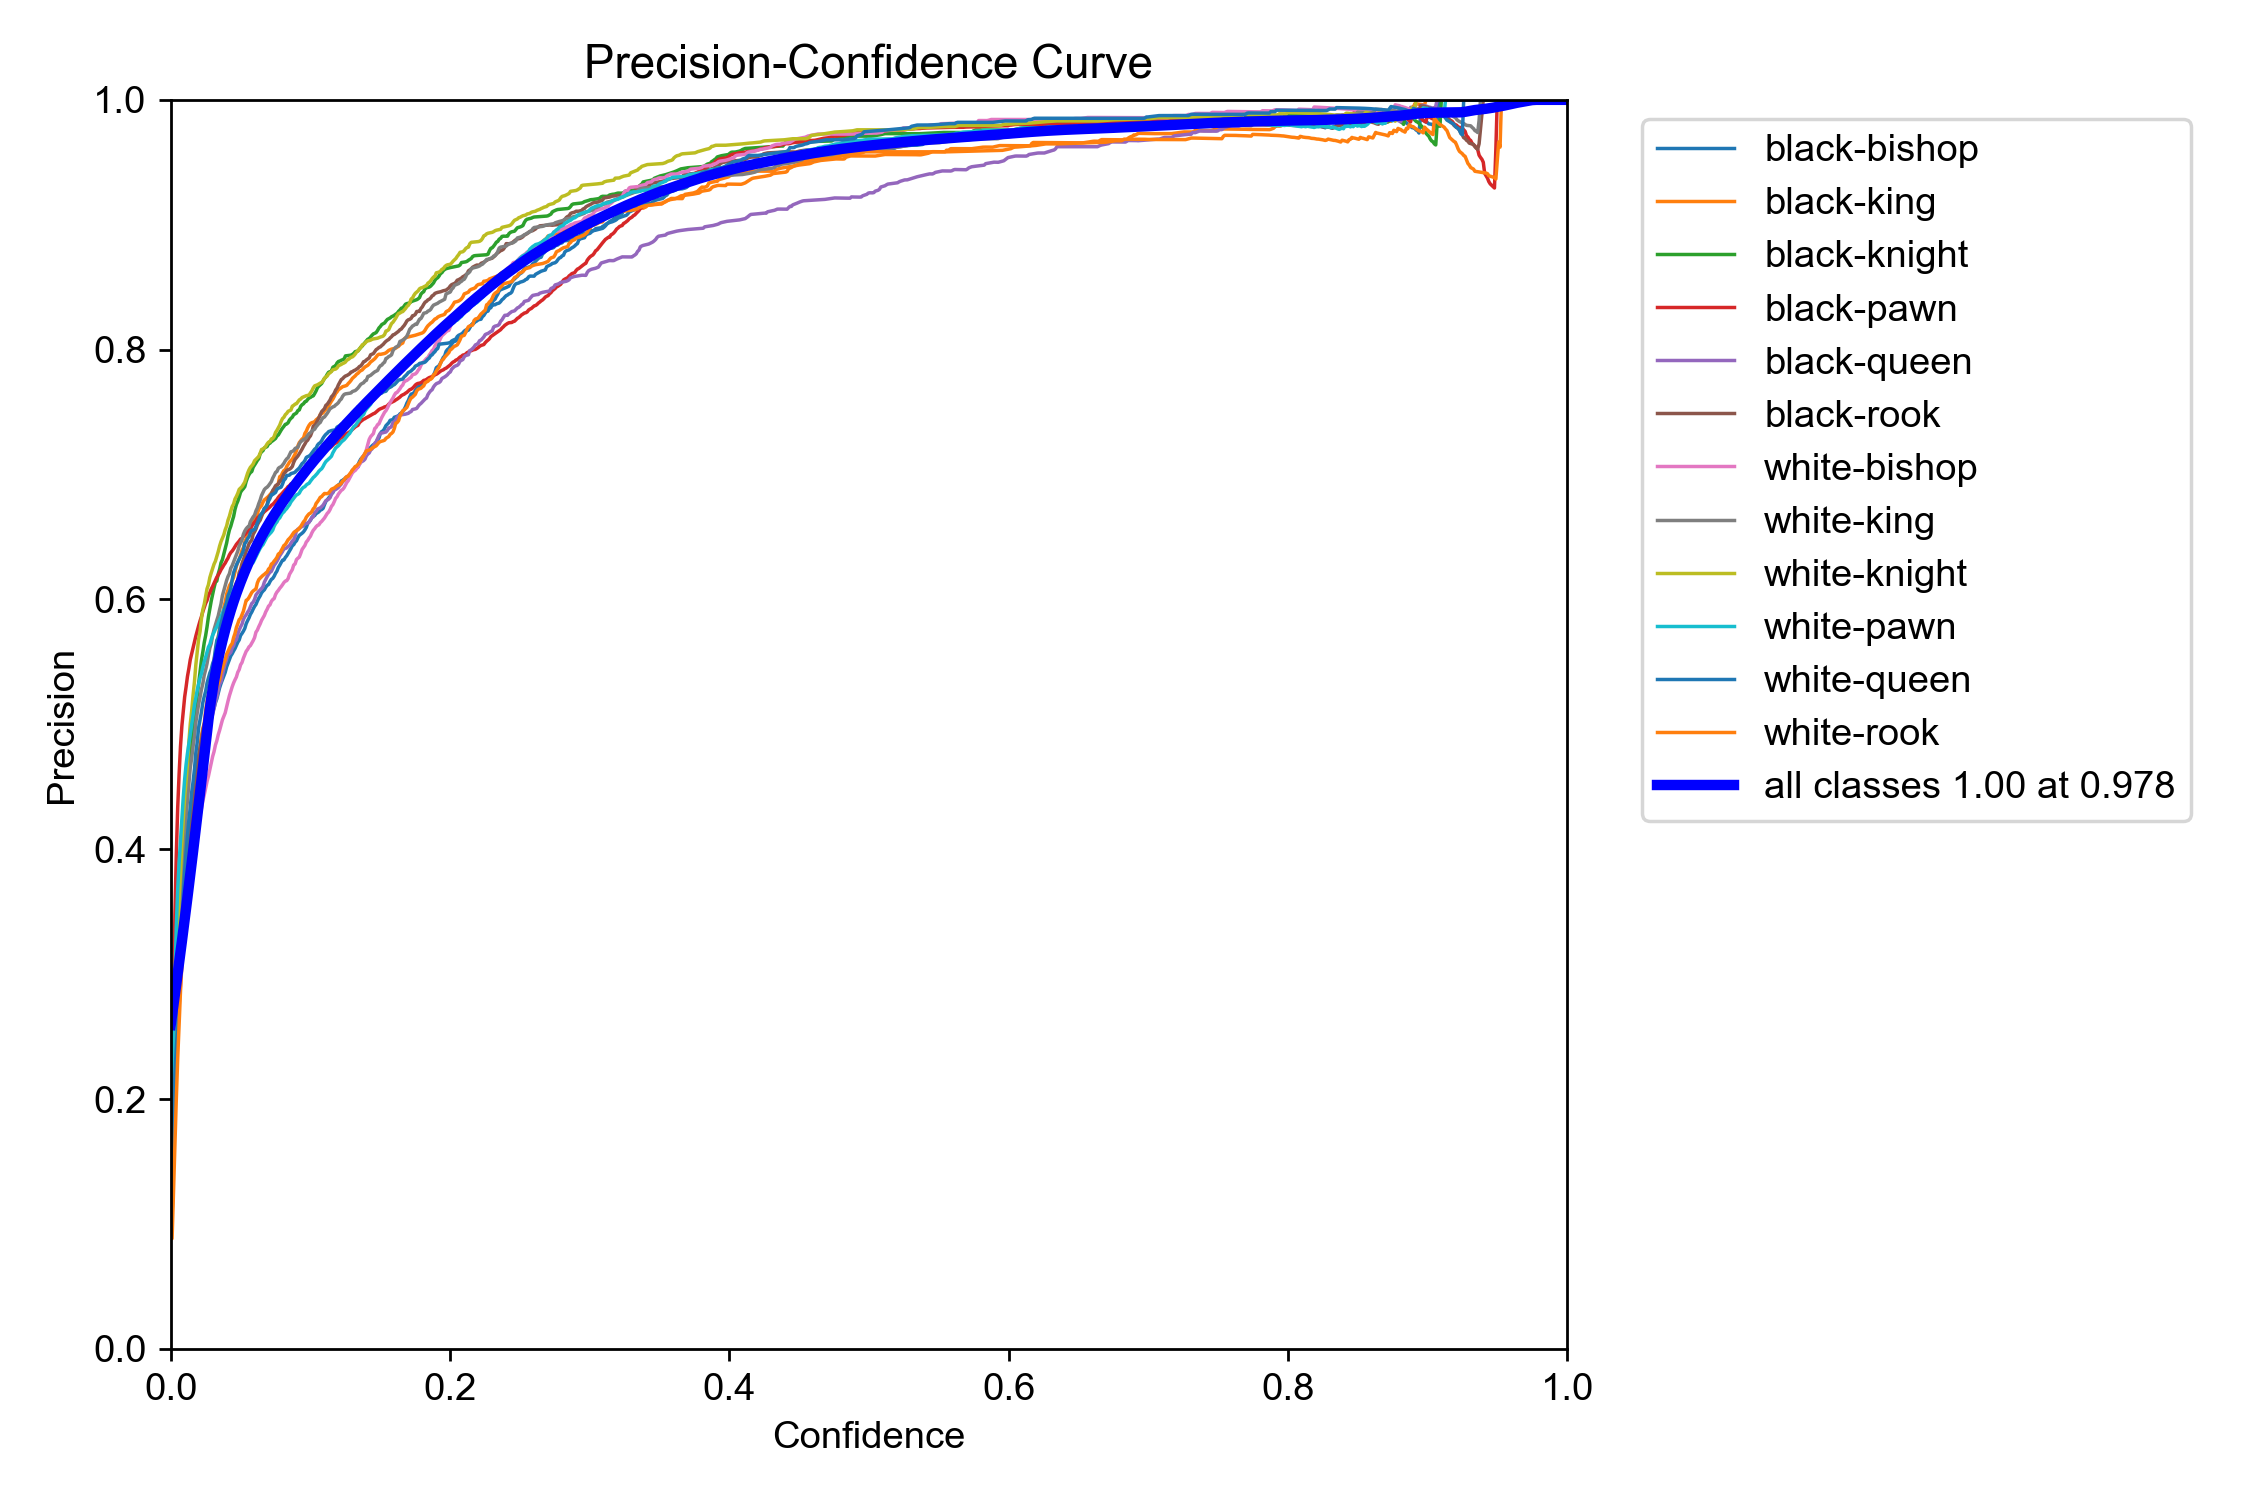 Precision-Confidence Curve
1.0
0.8
0.6
0.4
0.2
0.0
Precision
0.0 0.2 0.4 0.6 0.8 1.0
Confidence
black-bishop
black-king
black-knight
black-pawn
black-queen
black-rook
white-bishop
white-king
white-knight
white-pawn
white-queen
white-rook
all classes 1.00 at 0.978